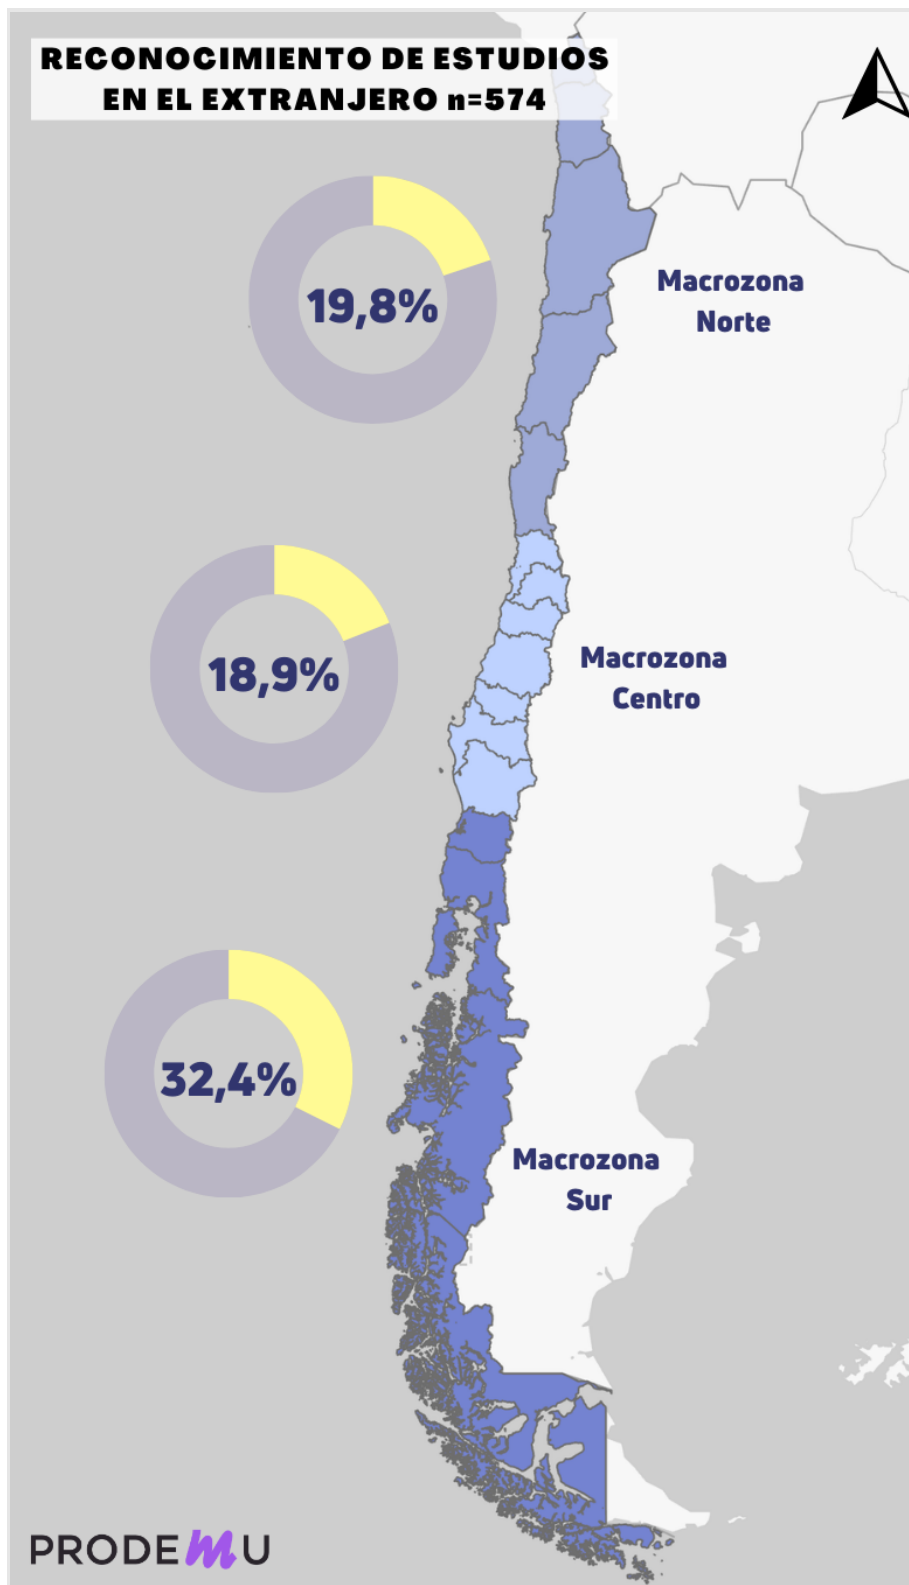 RECONOCIMIENTO DE ESTUDIOS
EN EL EXTRANJERO n=574
19,8%
Macrozona
Norte
18,9%
Macrozona
Centro
32,4%
Macrozona
Sur
PRODEMU